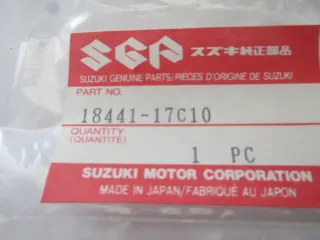 SGP スズキ純正部品
SUZUKI GENUINE PARTS/PIÈCES D'ORIGINE DE SUZUKI
PART NO.
18441-17C10
QUANTITY
(QUANTITÉ)
1 PC
SUZUKI MOTOR CORPORATION
MADE IN JAPAN/FABRIQUÉ AU JAPON